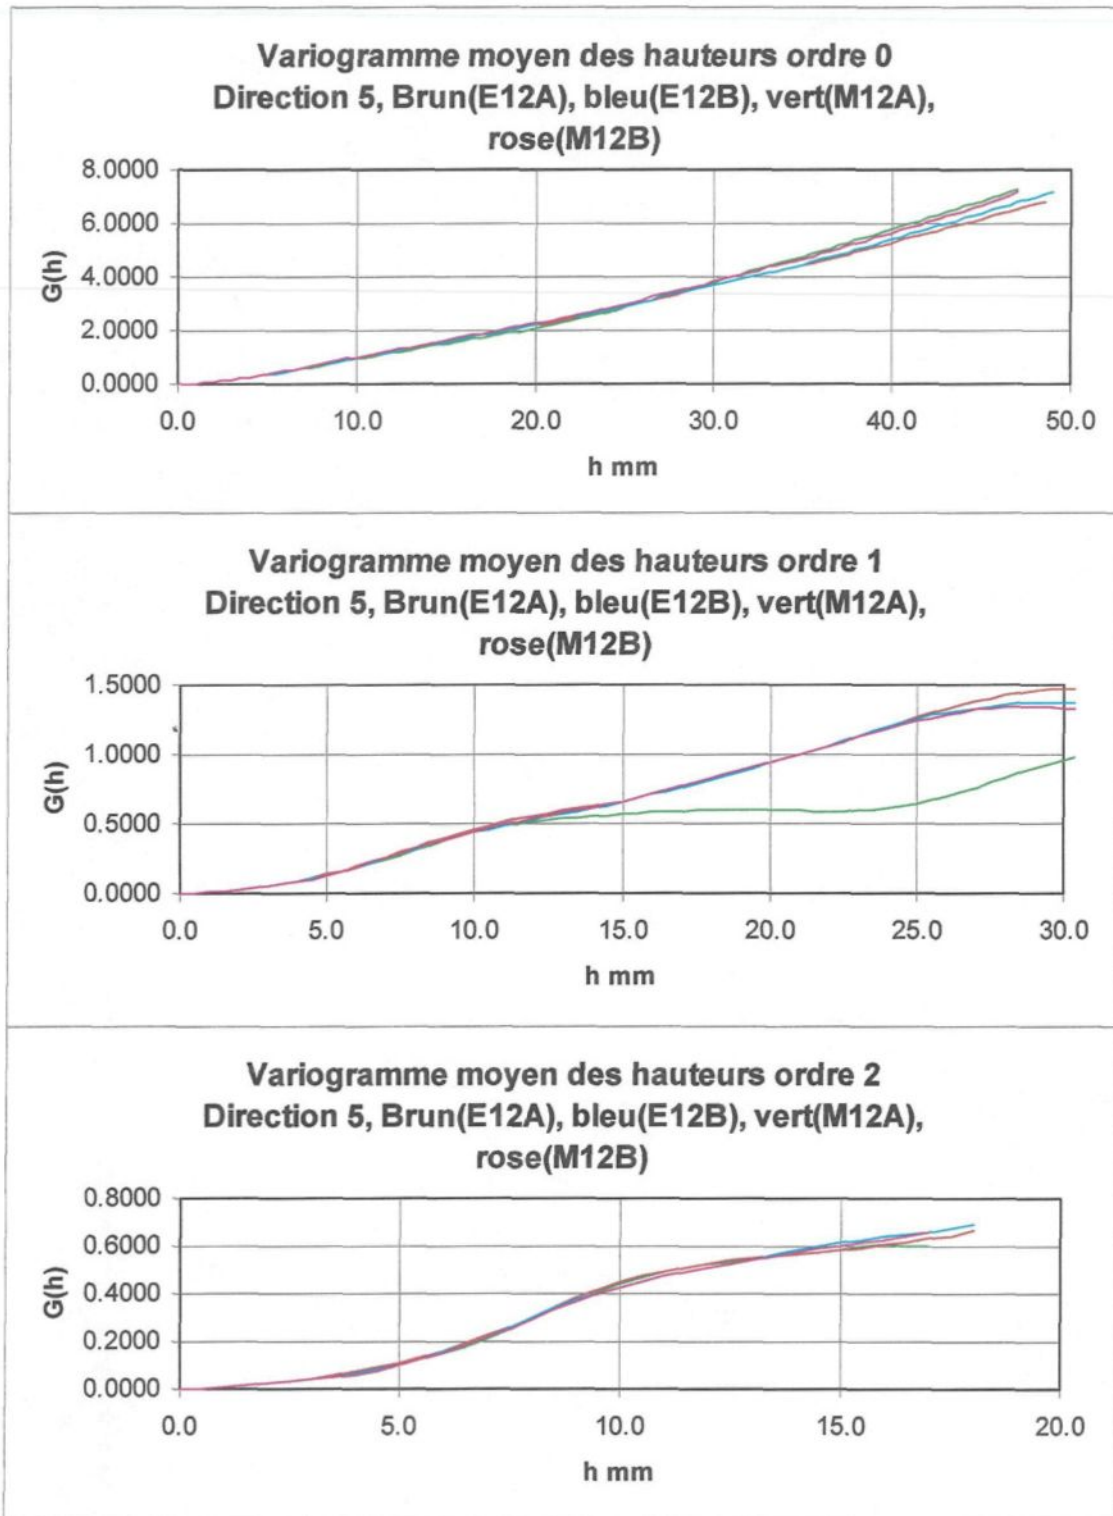 Variogramme moyen des hauteurs ordre 0
Direction 5, Brun(E12A), bleu(E12B), vert(M12A),
rose(M12B)
8.0000
6.0000
4.0000
2.0000
0.0000
G(h)
0.0 10.0 20.0 30.0 40.0 50.0
h mm
Variogramme moyen des hauteurs ordre 1
Direction 5, Brun(E12A), bleu(E12B), vert(M12A),
rose(M12B)
1.5000
1.0000
0.5000
0.0000
G(h)
0.0 5.0 10.0 15.0 20.0 25.0 30.0
h mm
Variogramme moyen des hauteurs ordre 2
Direction 5, Brun(E12A), bleu(E12B), vert(M12A),
rose(M12B)
0.8000
0.6000
0.4000
0.2000
0.0000
G(h)
0.0 5.0 10.0 15.0 20.0
h mm